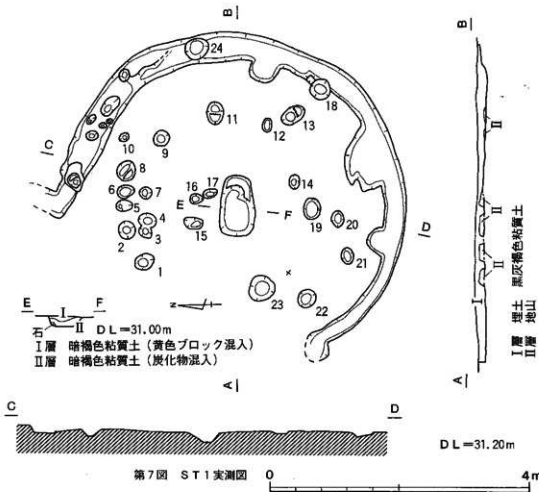 B
B
24
18
11
12
13
C
10
9
8
14
6
7
16
17
5
E
F
19
20
D
4
15
2
3
21
1
×
23
22
N
A
E Ⅰ F
石 Ⅱ DL=31.00m
Ⅰ層 暗褐色粘質土(黄色ブロック混入)
Ⅱ層 暗褐色粘質土(炭化物混入)
Ⅱ
Ⅱ
Ⅱ
Ⅰ
A
Ⅰ層 埋土 黒灰褐色粘質土
Ⅱ層 地山
C
D
DL=31.20m
第7図 ST1実測図
0 4m